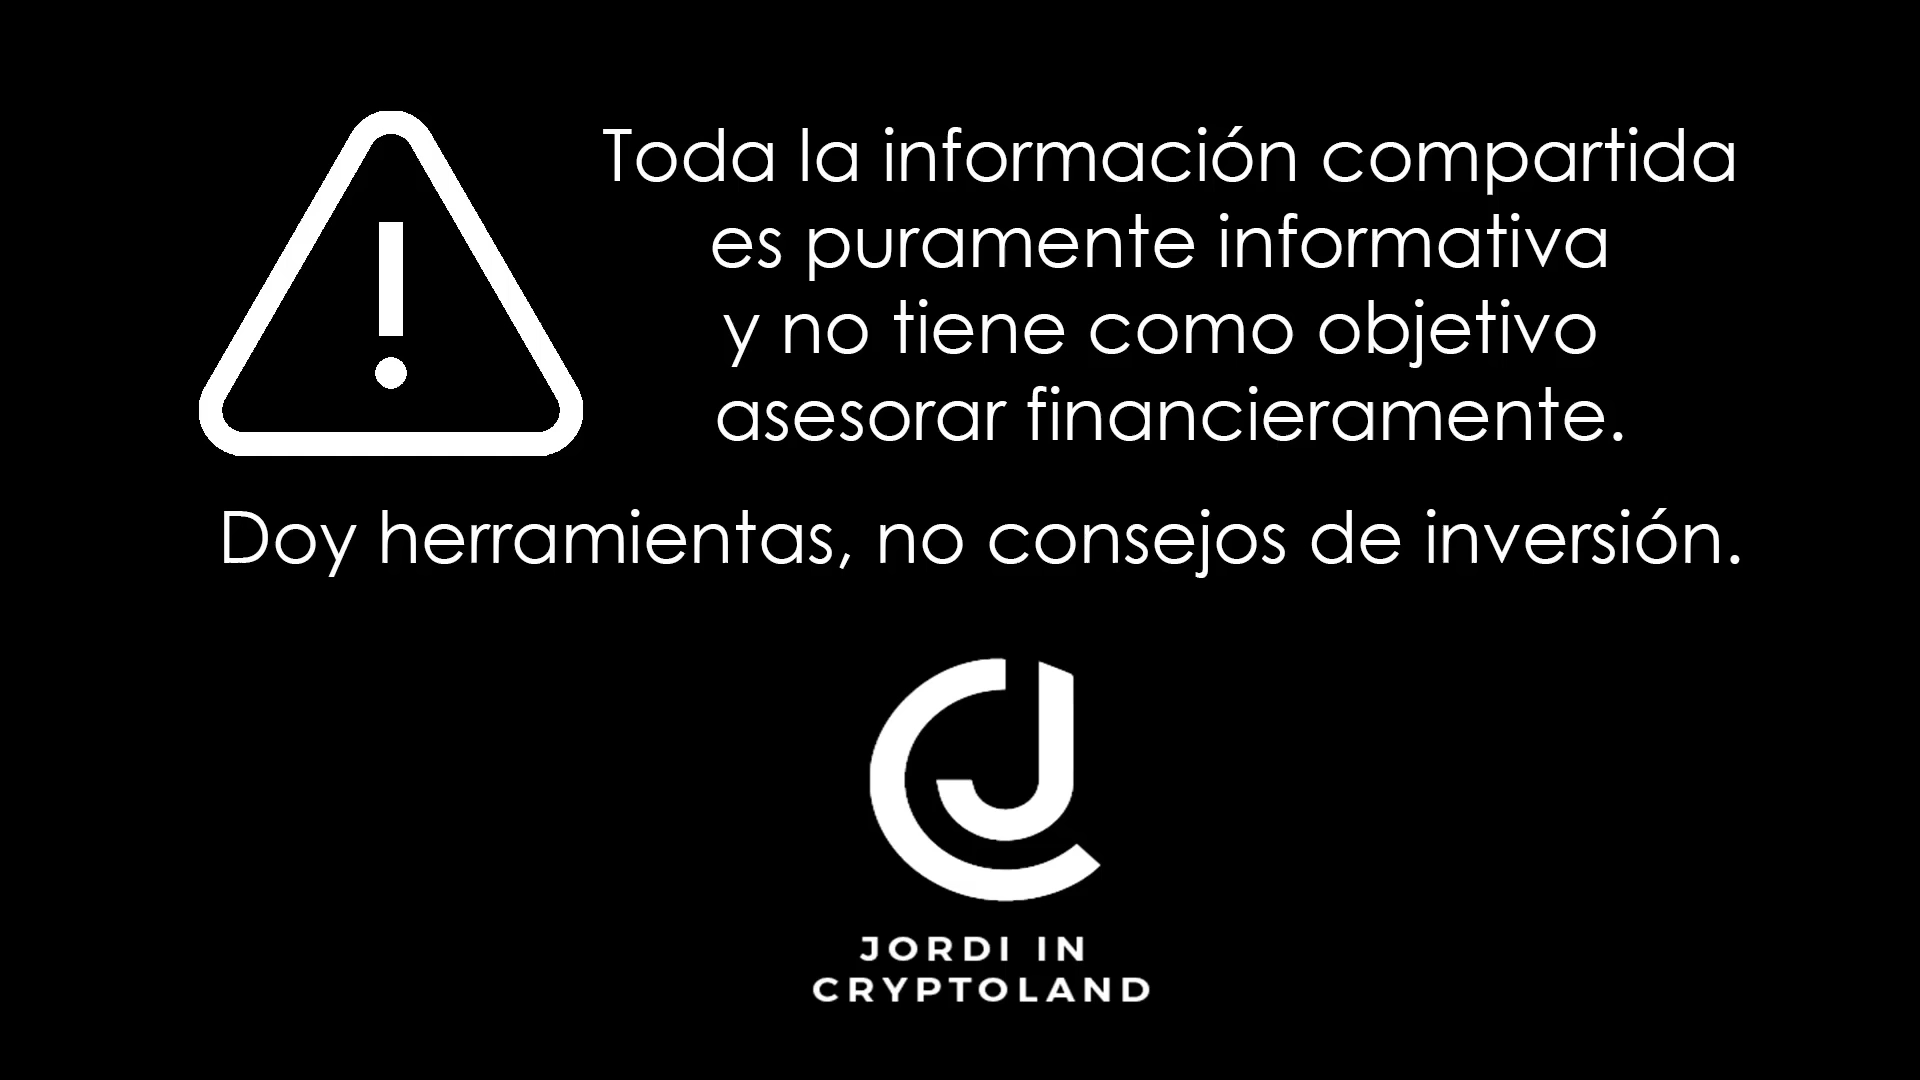 Toda la información compartida
es puramente informativa
y no tiene como objetivo
asesorar financieramente.
Doy herramientas, no consejos de inversión.
JORDI IN
CRYPTOLAND